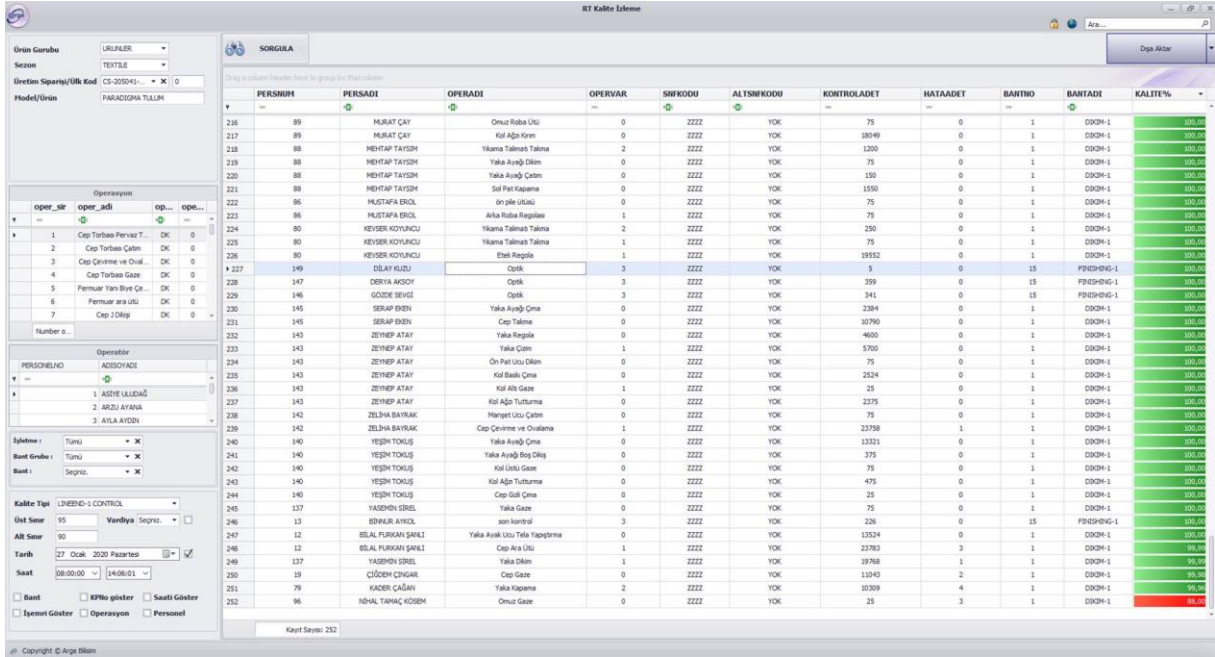 RT Kalite İzleme
Ara...
Ürün Gurubu URUNLER
Sezon TEXTILE
Üretim Siparişi/Ülk Kod CS-205041-... 0
Model/Ürün PARADIGMA TULUM
SORGULA
Dışa Aktar
Drag a column header here to group by that column
PERSNUM PERSADI OPERADI OPERVAR SNFKODU ALTSNFKODU KONTROLADET HATAADET BANTNO BANTADI KALITE%
216 89 MURAT ÇAY Omuz Roba Ütü 0 ZZZZ YOK 75 0 1 DIKIM-1 100,00
217 89 MURAT ÇAY Kol Ağzı Kırım 0 ZZZZ YOK 18049 0 1 DIKIM-1 100,00
218 88 MEHTAP TAYSIM Yıkama Talimatı Takma 2 ZZZZ YOK 1200 0 1 DIKIM-1 100,00
219 88 MEHTAP TAYSIM Yaka Ayağı Dikim 0 ZZZZ YOK 75 0 1 DIKIM-1 100,00
220 88 MEHTAP TAYSIM Yaka Ayağı Çatım 0 ZZZZ YOK 150 0 1 DIKIM-1 100,00
221 88 MEHTAP TAYSIM Sol Pat Kapama 0 ZZZZ YOK 1550 0 1 DIKIM-1 100,00
222 86 MUSTAFA EROL ön pile ütüsü 0 ZZZZ YOK 75 0 1 DIKIM-1 100,00
223 86 MUSTAFA EROL Arka Roba Regolası 1 ZZZZ YOK 75 0 1 DIKIM-1 100,00
224 80 KEVSER KOYUNCU Yıkama Talimatı Takma 2 ZZZZ YOK 250 0 1 DIKIM-1 100,00
225 80 KEVSER KOYUNCU Yıkama Talimatı Takma 1 ZZZZ YOK 75 0 1 DIKIM-1 100,00
226 80 KEVSER KOYUNCU Etek Regola 1 ZZZZ YOK 19552 0 1 DIKIM-1 100,00
227 149 DİLAY KUZU Optik 3 ZZZZ YOK 5 0 15 FINISHING-1 100,00
228 147 DERYA AKSOY Optik 3 ZZZZ YOK 359 0 15 FINISHING-1 100,00
229 146 GÖZDE SEVGİ Optik 3 ZZZZ YOK 341 0 15 FINISHING-1 100,00
230 145 SERAP EKEN Yaka Ayağı Çıma 0 ZZZZ YOK 2384 0 1 DIKIM-1 100,00
231 145 SERAP EKEN Cep Takma 0 ZZZZ YOK 10790 0 1 DIKIM-1 100,00
232 143 ZEYNEP ATAY Yaka Regola 0 ZZZZ YOK 4600 0 1 DIKIM-1 100,00
233 143 ZEYNEP ATAY Yaka Çizim 1 ZZZZ YOK 5700 0 1 DIKIM-1 100,00
234 143 ZEYNEP ATAY Ön Pat Ucu Dikim 0 ZZZZ YOK 75 0 1 DIKIM-1 100,00
235 143 ZEYNEP ATAY Kol Baskı Çıma 0 ZZZZ YOK 2524 0 1 DIKIM-1 100,00
236 143 ZEYNEP ATAY Kol Altı Gaze 1 ZZZZ YOK 25 0 1 DIKIM-1 100,00
237 143 ZEYNEP ATAY Kol Ağzı Tutturma 0 ZZZZ YOK 2375 0 1 DIKIM-1 100,00
238 142 ZELİHA BAYRAK Manşet Ucu Çatım 0 ZZZZ YOK 75 0 1 DIKIM-1 100,00
239 142 ZELİHA BAYRAK Cep Çevirme ve Ovalama 1 ZZZZ YOK 23758 1 1 DIKIM-1 100,00
240 140 YEŞİM TOKUŞ Yaka Ayağı Çıma 0 ZZZZ YOK 13321 0 1 DIKIM-1 100,00
241 140 YEŞİM TOKUŞ Yaka Ayağı Boş Dikiş 0 ZZZZ YOK 375 0 1 DIKIM-1 100,00
242 140 YEŞİM TOKUŞ Kol Üstü Gaze 0 ZZZZ YOK 75 0 1 DIKIM-1 100,00
243 140 YEŞİM TOKUŞ Kol Ağzı Tutturma 0 ZZZZ YOK 475 0 1 DIKIM-1 100,00
244 140 YEŞİM TOKUŞ Cep Gizli Çıma 0 ZZZZ YOK 25 0 1 DIKIM-1 100,00
245 137 YASEMİN SİREL Yaka Gaze 0 ZZZZ YOK 75 0 1 DIKIM-1 100,00
246 13 BİNNUR AYKOL son kontrol 3 ZZZZ YOK 226 0 15 FINISHING-1 100,00
247 12 BİLAL FURKAN ŞANLI Yaka Ayak Ucu Tela Yapıştırma 0 ZZZZ YOK 13524 0 1 DIKIM-1 100,00
248 12 BİLAL FURKAN ŞANLI Cep Ara Ütü 1 ZZZZ YOK 23783 3 1 DIKIM-1 99,99
249 137 YASEMİN SİREL Yaka Dikim 1 ZZZZ YOK 19768 1 1 DIKIM-1 99,99
250 19 ÇİĞDEM ÇINGAR Cep Gaze 0 ZZZZ YOK 11043 2 1 DIKIM-1 99,98
251 79 KADER ÇAĞAN Yaka Kapama 2 ZZZZ YOK 10309 4 1 DIKIM-1 99,96
252 96 NİHAL TAMAÇ KÖSEM Omuz Gaze 0 ZZZZ YOK 25 3 1 DIKIM-1 88,00
Kayıt Sayısı: 252
Operasyon
oper_sir oper_adi op... ope...
1 Cep Torbası Pervaz T... DK 0
2 Cep Torbası Çatım DK 0
3 Cep Çevirme ve Oval... DK 0
4 Cep Torbası Gaze DK 0
5 Fermuar Yanı Biye Çe... DK 0
6 Fermuar ara ütü DK 0
7 Cep J Dikişi DK 0
Number o...
Operatör
PERSONELNO ADISOYADI
1 ASİYE ULUDAĞ
2 ARZU AYANA
3 AYLA AYDIN
İşletme : Tümü
Bant Grubu : Tümü
Bant : Seçiniz.
Kalite Tipi LINEEND-1 CONTROL
Üst Sınır 95 Vardiya Seçniz.
Alt Sınır 90
Tarih 27 Ocak 2020 Pazartesi
Saat 08:00:00 14:06:01
Bant KPNo göster Saati Göster
İşemri Göster Operasyon Personel
Copyright © Arge Bilisim